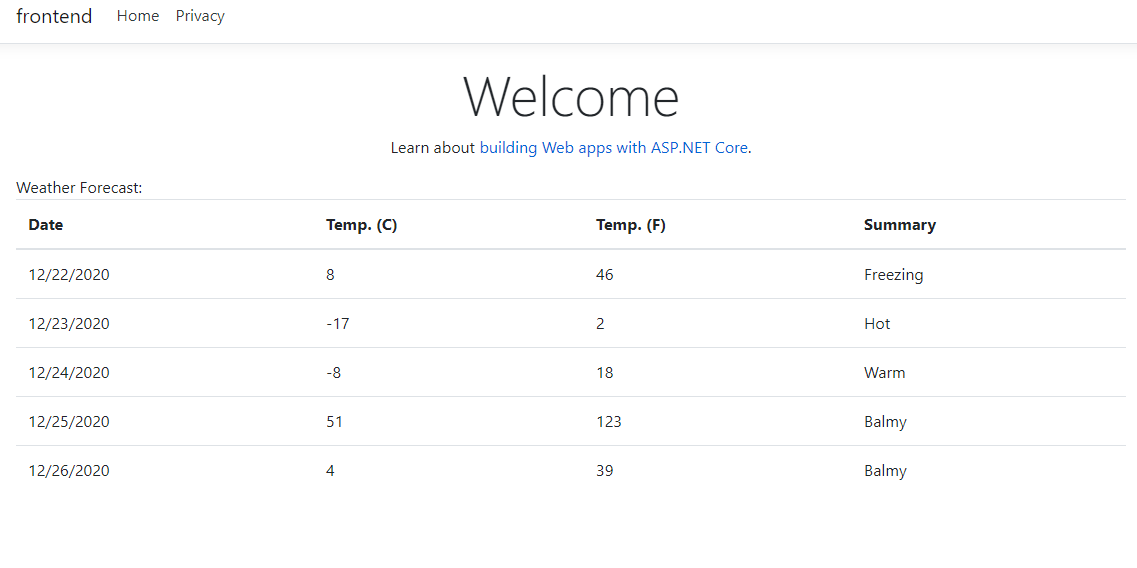 frontend Home Privacy
Welcome
Learn about building Web apps with ASP.NET Core.
Weather Forecast:
Date Temp. (C) Temp. (F) Summary
12/22/2020 8 46 Freezing
12/23/2020 -17 2 Hot
12/24/2020 -8 18 Warm
12/25/2020 51 123 Balmy
12/26/2020 4 39 Balmy